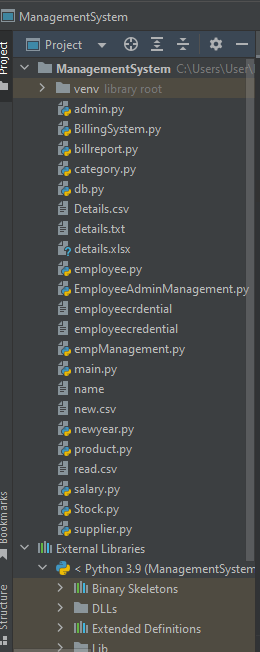 ManagementSystem
Project
Project
ManagementSystem C:\Users\User\
venv library root
admin.py
BillingSystem.py
billreport.py
category.py
db.py
Details.csv
details.txt
details.xlsx
employee.py
EmployeeAdminManagement.py
employeecrdential
employeecredential
empManagement.py
main.py
name
new.csv
newyear.py
product.py
read.csv
salary.py
Stock.py
supplier.py
External Libraries
< Python 3.9 (ManagementSystem
Binary Skeletons
DLLs
Extended Definitions
Lib
Bookmarks
Structure